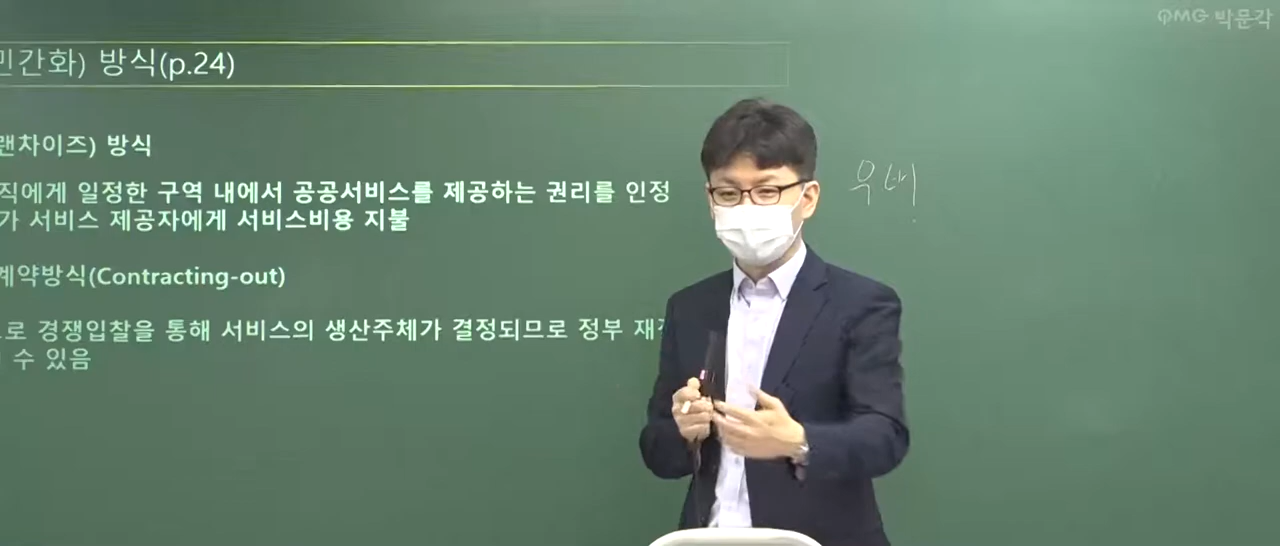 PMG 박문각
민간화) 방식(p.24)
랜차이즈) 방식
직에게 일정한 구역 내에서 공공서비스를 제공하는 권리를 인정
가 서비스 제공자에게 서비스비용 지불
계약방식(Contracting-out)
로 경쟁입찰을 통해 서비스의 생산주체가 결정되므로 정부 재
수 있음